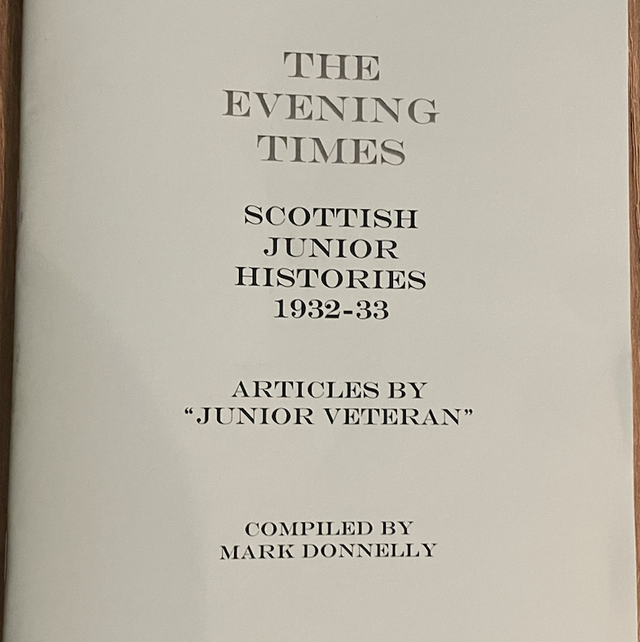 THE
EVENING
TIMES
SCOTTISH
JUNIOR
HISTORIES
1932-33
ARTICLES BY
“JUNIOR VETERAN”
COMPILED BY
MARK DONNELLY